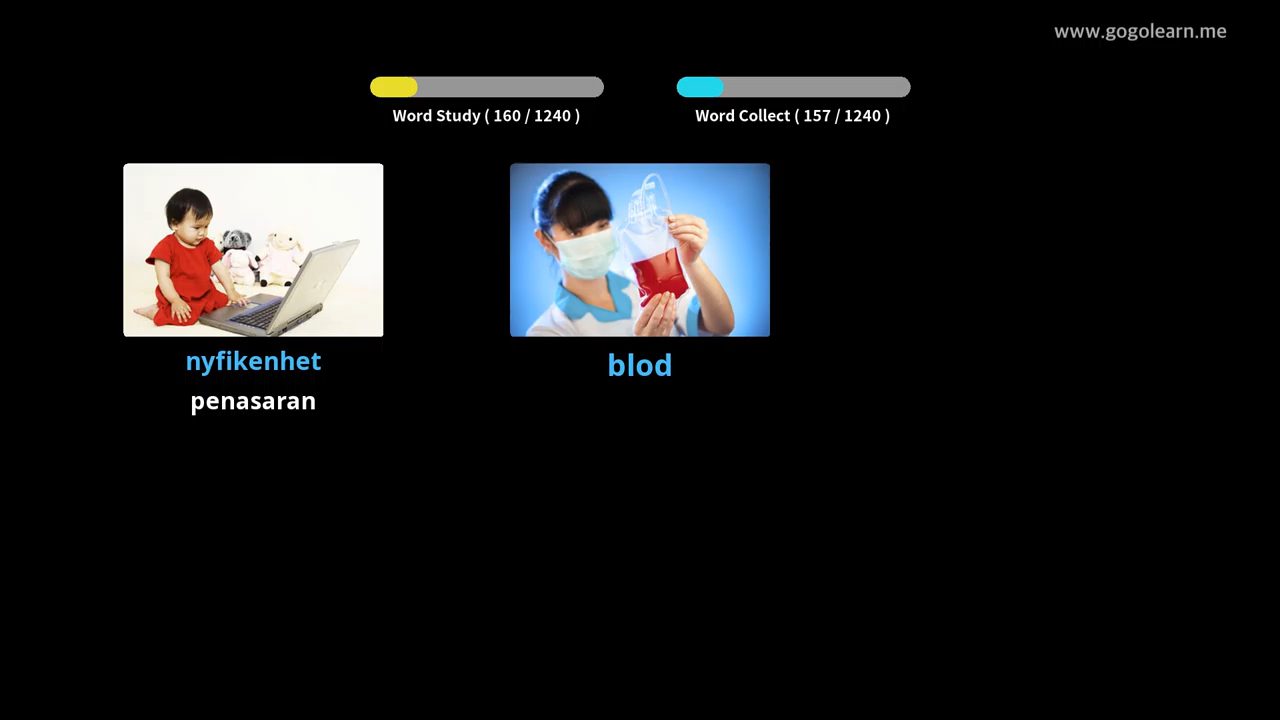 www.gogolearn.me
Word Study ( 160 / 1240 )
Word Collect ( 157 / 1240 )
nyfikenhet
penasaran
blod